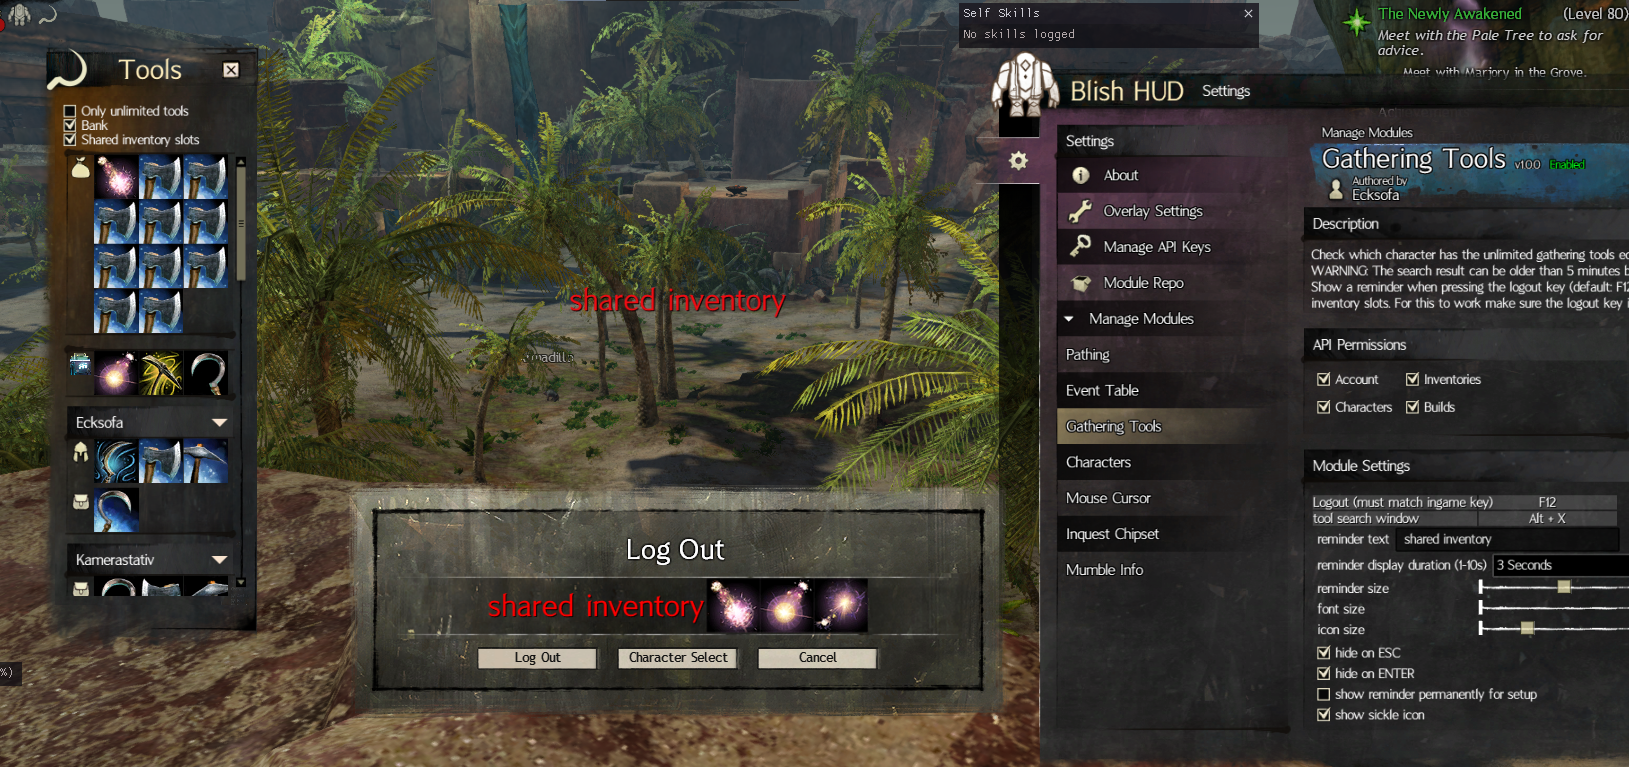 Tools
Only unlimited tools
Bank
Shared inventory slots
Ecksofa
Kamerastativ
%)
Self Skills
No skills logged
The Newly Awakened (Level 80)
Meet with the Pale Tree to ask for
advice.
Meet with Marjory in the Grove.
shared inventory
Log Out
shared inventory
Log Out Character Select Cancel
Blish HUD Settings
Settings
About
Overlay Settings
Manage API Keys
Module Repo
Manage Modules
Pathing
Event Table
Gathering Tools
Characters
Mouse Cursor
Inquest Chipset
Mumble Info
Manage Modules
Gathering Tools v1.0.0 Enabled
Authored by
Ecksofa
Description
Check which character has the unlimited gathering tools
WARNING: The search result can be older than 5 minutes
Show a reminder when pressing the logout key (default: F12
inventory slots. For this to work make sure the logout key
API Permissions
Account Inventories
Characters Builds
Module Settings
Logout (must match ingame key) F12
tool search window Alt + X
reminder text shared inventory
reminder display duration (1-10s) 3 Seconds
reminder size
font size
icon size
hide on ESC
hide on ENTER
show reminder permanently for setup
show sickle icon